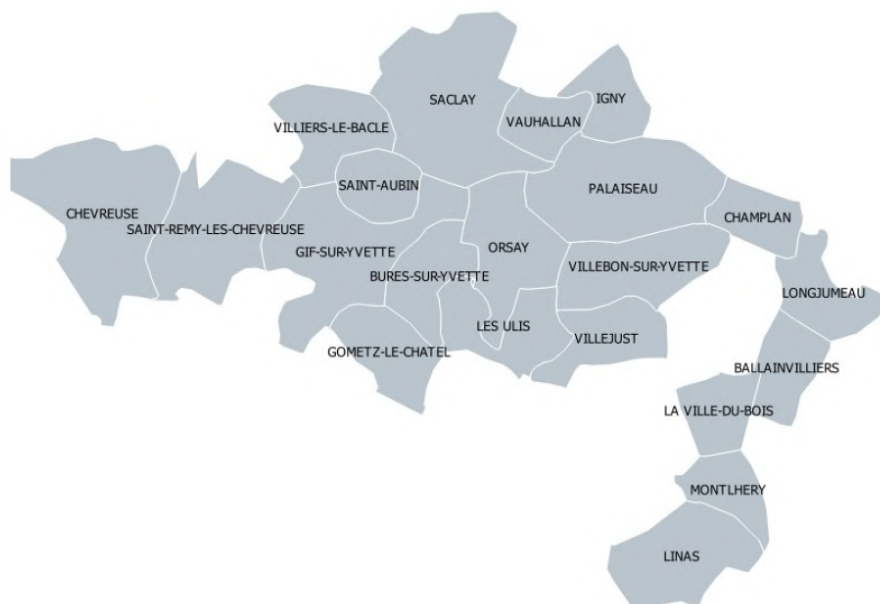 SACLAY
IGNY
VAUHALLAN
VILLIERS-LE-BACLE
SAINT-AUBIN
PALAISEAU
CHEVREUSE
CHAMPLAN
SAINT-REMY-LES-CHEVREUSE
ORSAY
GIF-SUR-YVETTE
VILLEBON-SUR-YVETTE
BURES-SUR-YVETTE
LONGJUMEAU
LES ULIS
VILLEJUST
GOMETZ-LE-CHATEL
BALLAINVILLIERS
LA VILLE-DU-BOIS
MONTLHERY
LINAS